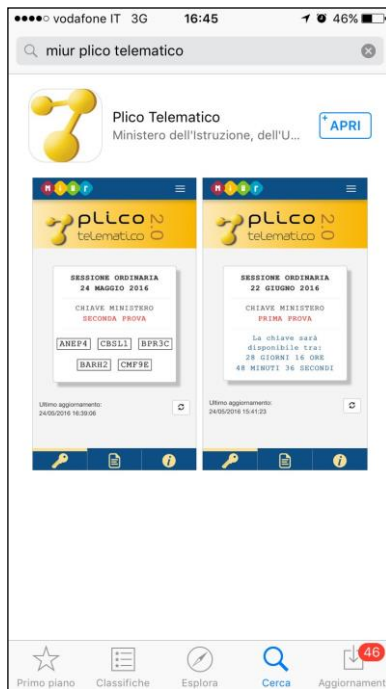 vodafone IT 3G 16:45 46%
miur plico telematico
Plico Telematico
Ministero dell'Istruzione, dell'U...
APRI
MIUR
plico
telematico 2.0
SESSIONE ORDINARIA
24 MAGGIO 2016
CHIAVE MINISTERO
SECONDA PROVA
ANEP4 CBSL1 BPR3C
BARH2 CMF9E
Ultimo aggiornamento:
24/05/2016 16:39:06
MIUR
plico
telematico 2.0
SESSIONE ORDINARIA
22 GIUGNO 2016
CHIAVE MINISTERO
PRIMA PROVA
La chiave sarà
disponibile tra:
28 GIORNI 16 ORE
48 MINUTI 36 SECONDI
Ultimo aggiornamento:
24/05/2016 15:41:23
46
Primo piano Classifiche Esplora Cerca Aggiornament